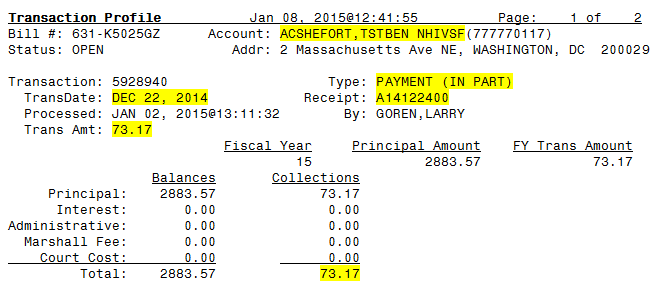 Transaction Profile Jan 08, 2015@12:41:55 Page: 1 of 2
Bill #: 631-K5025GZ Account: ACSHEFORT,TSTBEN NHIVSF(777770117)
Status: OPEN Addr: 2 Massachusetts Ave NE, WASHINGTON, DC 200029
Transaction: 5928940 Type: PAYMENT (IN PART)
TransDate: DEC 22, 2014 Receipt: A14122400
Processed: JAN 02, 2015@13:11:32 By: GOREN,LARRY
Trans Amt: 73.17
Fiscal Year Principal Amount FY Trans Amount
15 2883.57 73.17
Balances Collections
Principal: 2883.57 73.17
Interest: 0.00 0.00
Administrative: 0.00 0.00
Marshall Fee: 0.00 0.00
Court Cost: 0.00 0.00
Total: 2883.57 73.17